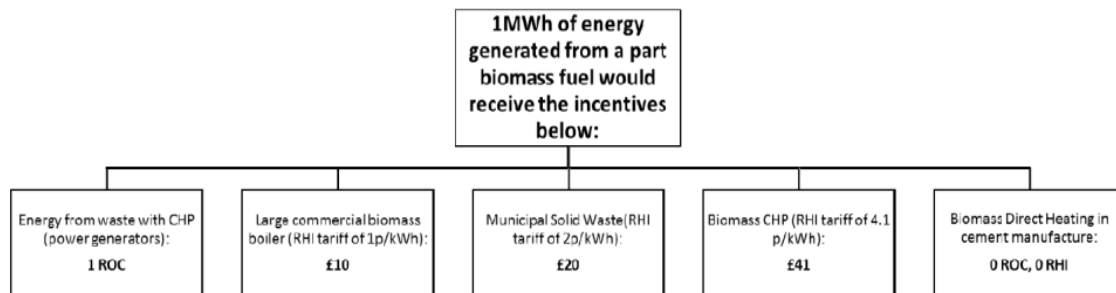 1MWh of energy
generated from a part
biomass fuel would
receive the incentives
below:
Energy from waste with CHP
(power generators):
1 ROC
Large commercial biomass
boiler (RHI tariff of 1p/kWh):
£10
Municipal Solid Waste(RHI
tariff of 2p/kWh):
£20
Biomass CHP (RHI tariff of 4.1
p/kWh):
£41
Biomass Direct Heating in
cement manufacture:
0 ROC, 0 RHI